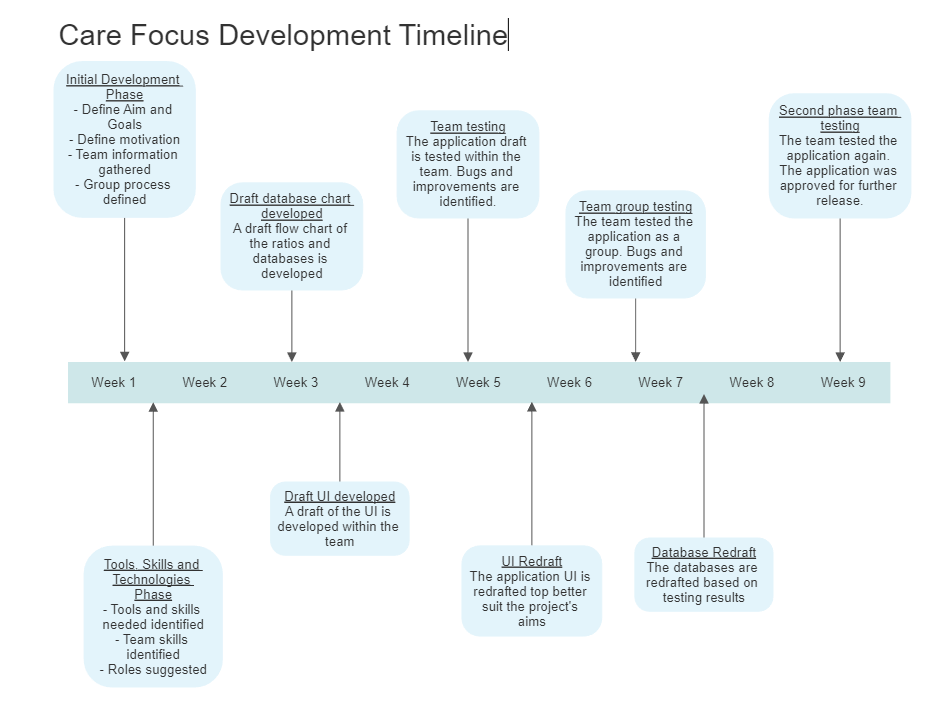 Care Focus Development Timeline
Initial Development
Phase
- Define Aim and
Goals
- Define motivation
- Team information
gathered
- Group process
defined
Draft database chart
developed
A draft flow chart of
the ratios and
databases is
developed
Team testing
The application draft
is tested within the
team. Bugs and
improvements are
identified.
Team group testing
The team tested the
application as a
group. Bugs and
improvements are
identified
Second phase team
testing
The team tested the
application again.
The application was
approved for further
release.
Week 1 Week 2 Week 3 Week 4 Week 5 Week 6 Week 7 Week 8 Week 9
Tools. Skills and
Technologies
Phase
- Tools and skills
needed identified
- Team skills
identified
- Roles suggested
Draft UI developed
A draft of the UI is
developed within the
team
UI Redraft
The application UI is
redrafted top better
suit the project's
aims
Database Redraft
The databases are
redrafted based on
testing results